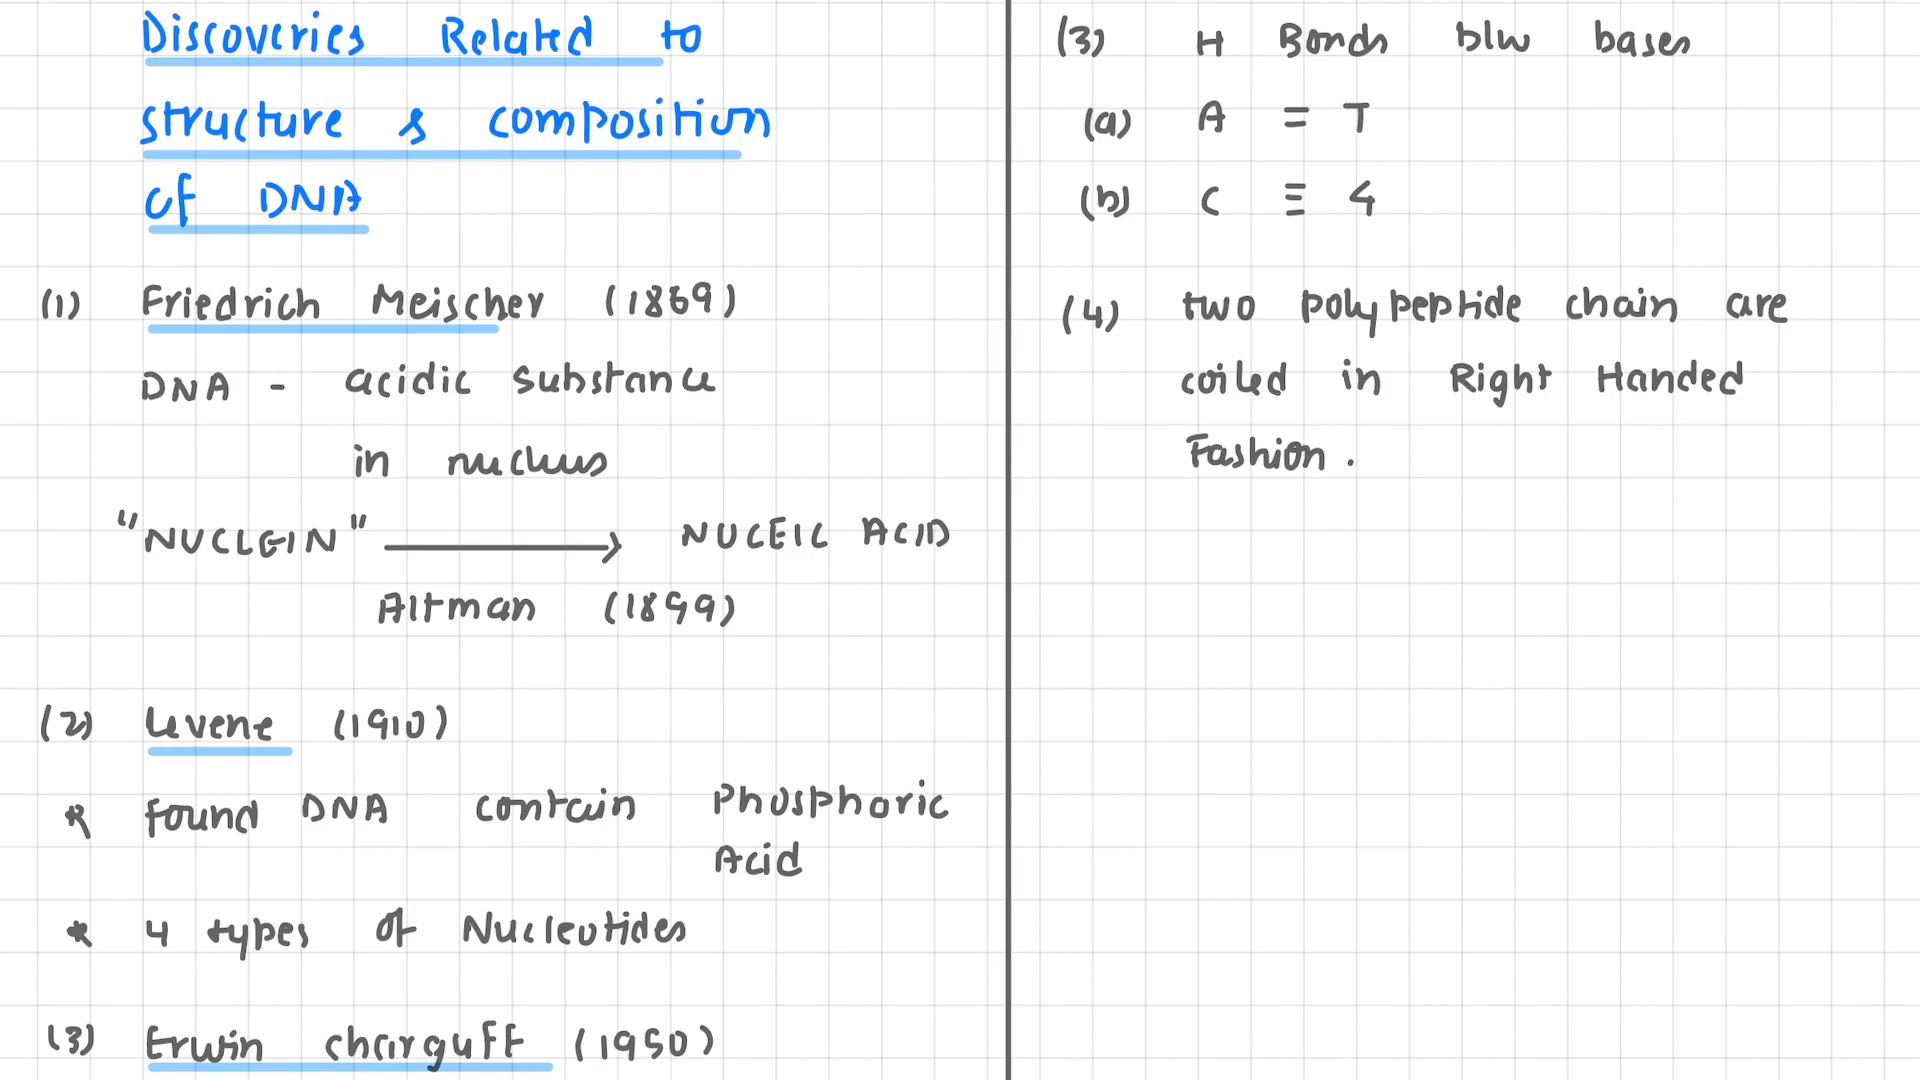 Discoveries Related to
structure & composition
of DNA
(1) Friedrich Meischer (1869)
DNA - acidic substance
in nucleus
"NUCLEIN" → NUCEIC ACID
Altman (1899)
(2) Levene (1910)
* found DNA contain Phosphoric
Acid
* 4 types of Nucleotides
(3) Erwin charguff (1950)
(3) H Bonds b/w bases
(a) A = T
(b) C ≡ G
(4) two polypeptide chain are
coiled in Right Handed
Fashion.